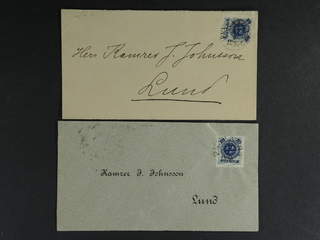 Herr Kamrer J. Johnsson
Lund
Kamrer J. Johnsson
Lund